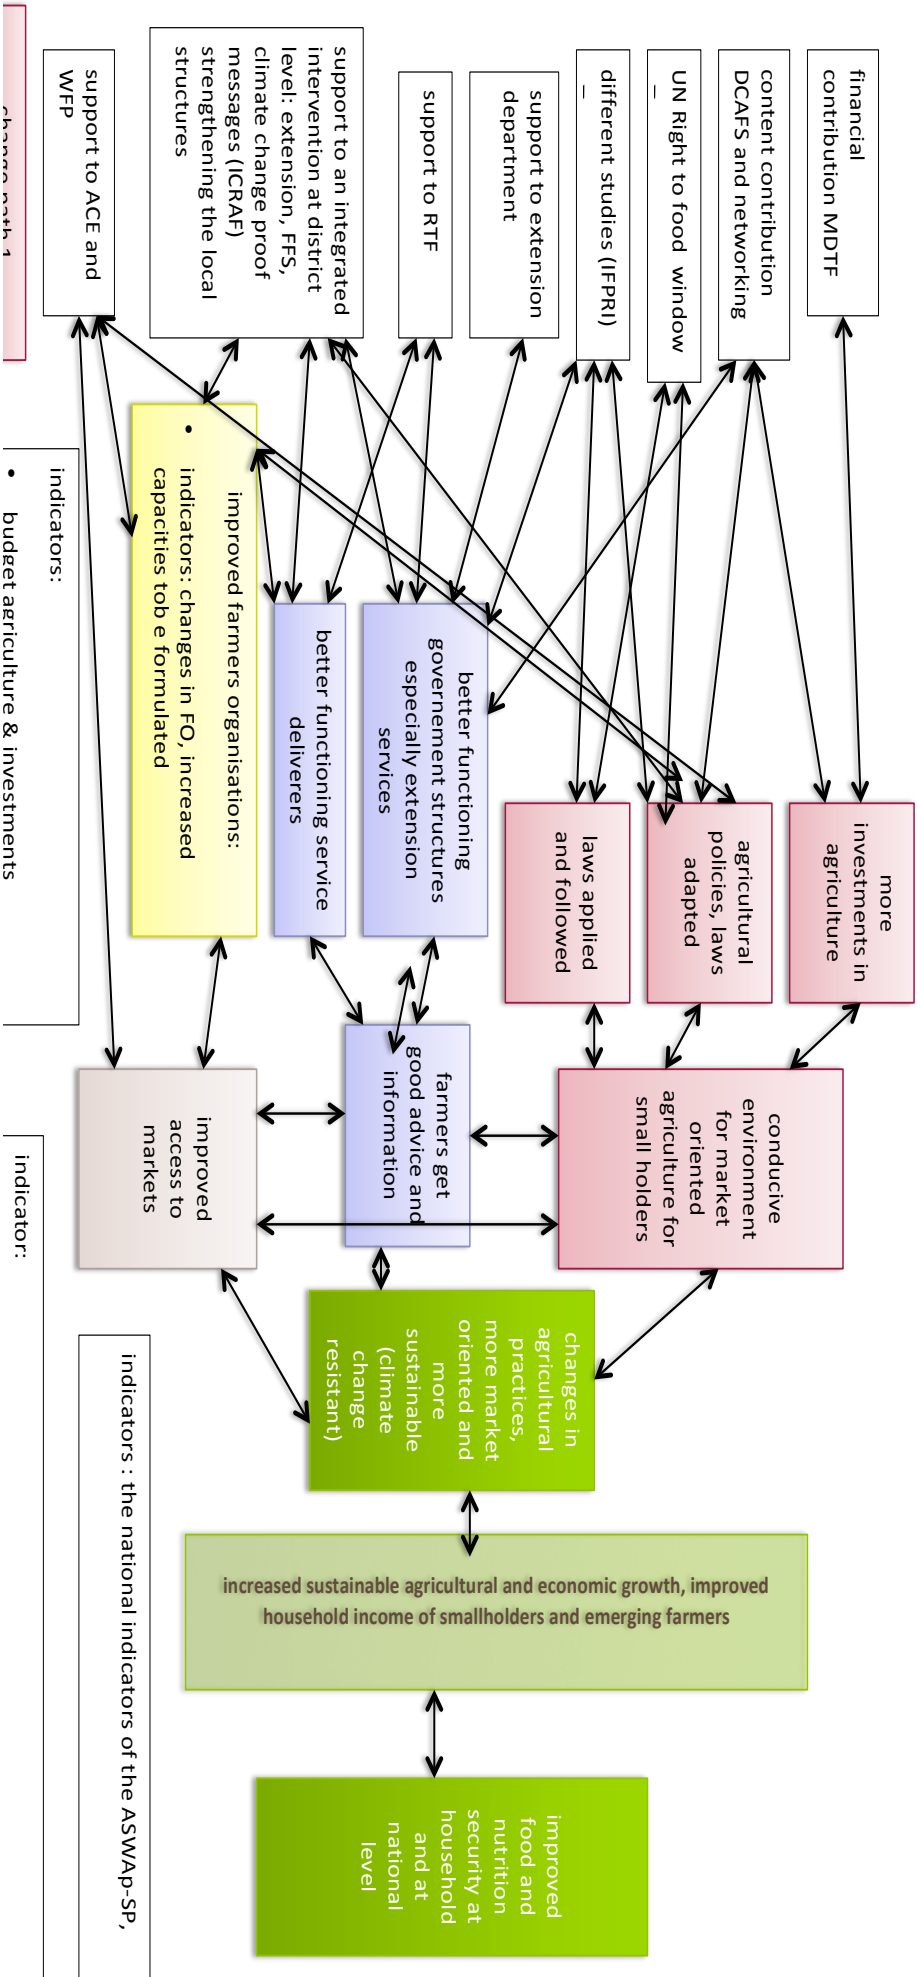 financial
contribution MDTF
content contribution
DCAFS and networking
UN Right to food window
_
different studies (IFPRI)
_
support to extension
department
support to RTF
support to an integrated
intervention at district
level: extension, FFS,
climate change proof
messages (ICRAF)
strengthening the local
structures
support to ACE and
WFP
change path 1
more
investments in
agriculture
agricultural
policies, laws
adapted
laws applied
and followed
better functioning
governement structures
especially extension
services
better functioning service
deliverers
improved farmers organisations:
• indicators: changes in FO, increased
capacities tob e formulated
indicators:
• budget agriculture & investments
conducive
environment
for market
oriented
agriculture for
small holders
farmers get
good advice and
information
improved
access to
markets
indicator:
changes in
agricultural
practices,
more market
oriented and
more
sustainable
(climate
change
resistant)
indicators : the national indicators of the ASWAp-SP,
increased sustainable agricultural and economic growth, improved
household income of smallholders and emerging farmers
improved
food and
nutrition
security at
household
and at
national
level